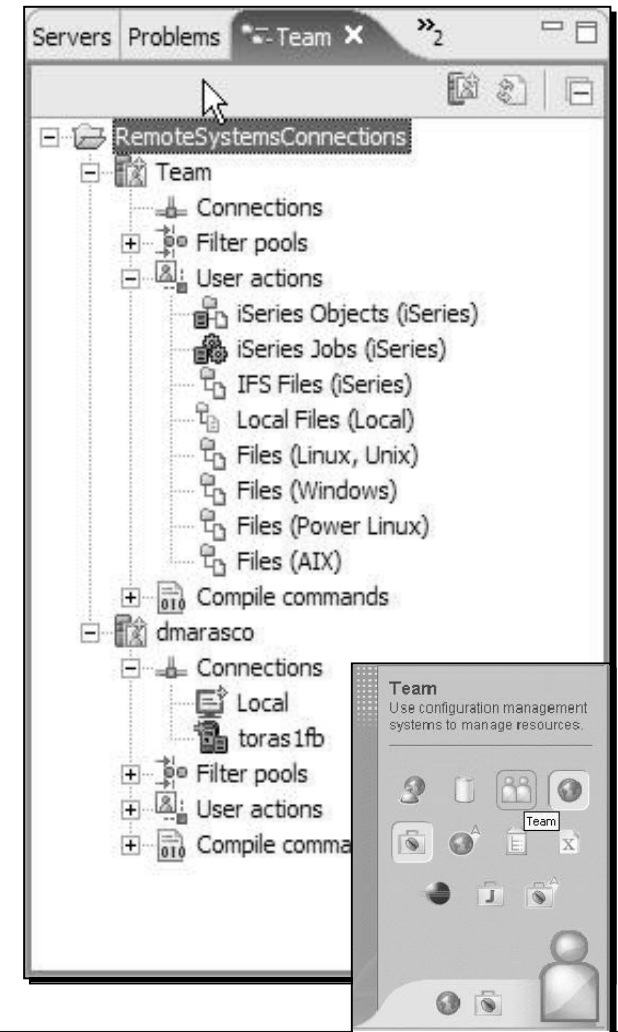 Servers Problems Team »2
RemoteSystemsConnections
Team
Connections
Filter pools
User actions
iSeries Objects (iSeries)
iSeries Jobs (iSeries)
IFS Files (iSeries)
Local Files (Local)
Files (Linux, Unix)
Files (Windows)
Files (Power Linux)
Files (AIX)
Compile commands
dmarasco
Connections
Local
toras1fb
Filter pools
User actions
Compile comma
Team
Use configuration management
systems to manage resources.
Team